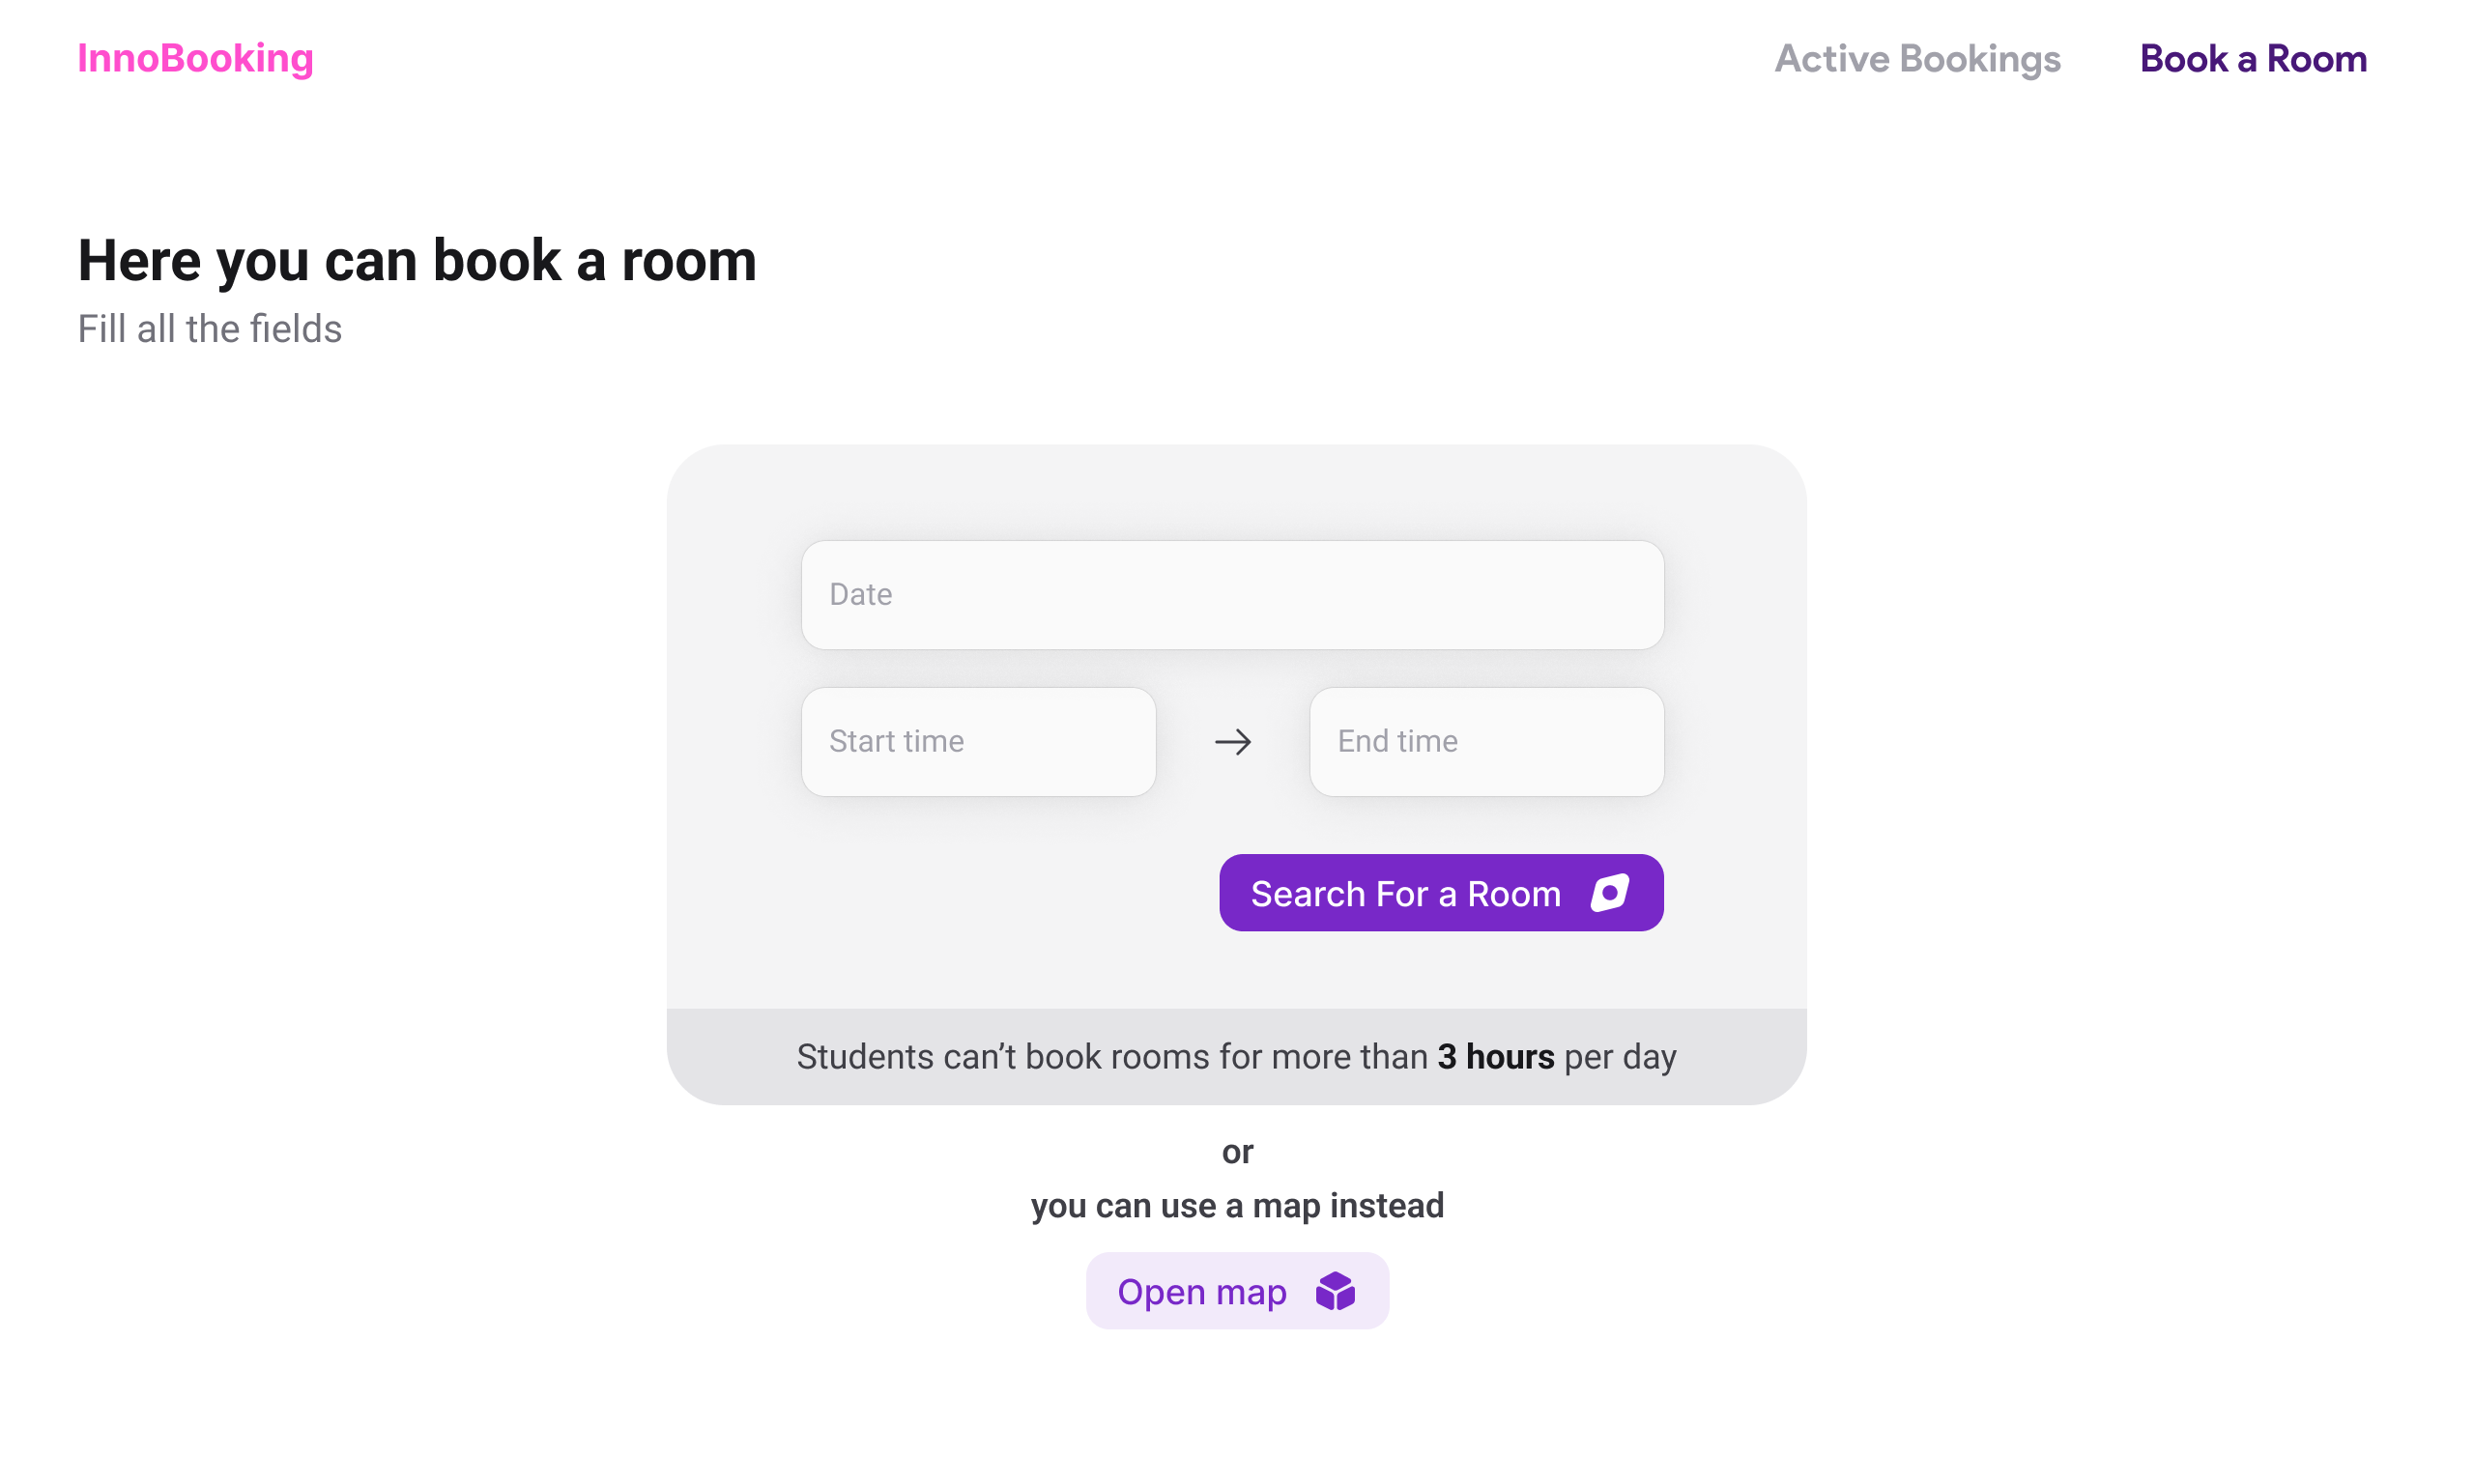 InnoBooking
Active Bookings
Book a Room
Here you can book a room
Fill all the fields
Date
Start time
End time
Search For a Room
Students can’t book rooms for more than 3 hours per day
or
you can use a map instead
Open map